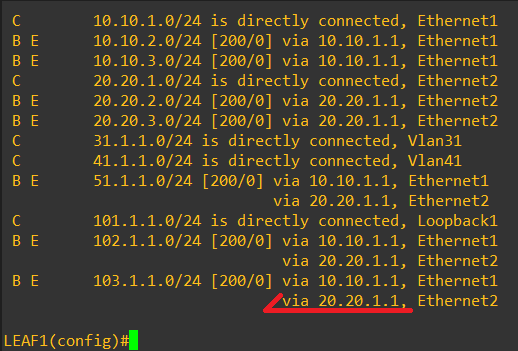 C 10.10.1.0/24 is directly connected, Ethernet1
B E 10.10.2.0/24 [200/0] via 10.10.1.1, Ethernet1
B E 10.10.3.0/24 [200/0] via 10.10.1.1, Ethernet1
C 20.20.1.0/24 is directly connected, Ethernet2
B E 20.20.2.0/24 [200/0] via 20.20.1.1, Ethernet2
B E 20.20.3.0/24 [200/0] via 20.20.1.1, Ethernet2
C 31.1.1.0/24 is directly connected, Vlan31
C 41.1.1.0/24 is directly connected, Vlan41
B E 51.1.1.0/24 [200/0] via 10.10.1.1, Ethernet1
via 20.20.1.1, Ethernet2
C 101.1.1.0/24 is directly connected, Loopback1
B E 102.1.1.0/24 [200/0] via 10.10.1.1, Ethernet1
via 20.20.1.1, Ethernet2
B E 103.1.1.0/24 [200/0] via 10.10.1.1, Ethernet1
via 20.20.1.1, Ethernet2
LEAF1(config)#